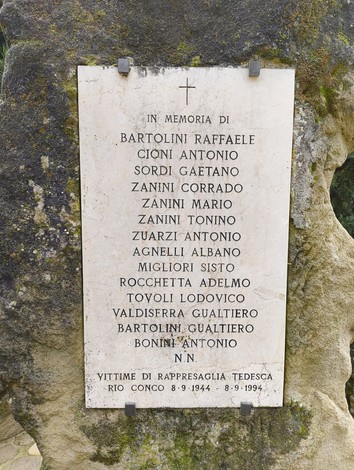 IN MEMORIA DI
BARTOLINI RAFFAELE
CIONI ANTONIO
SORDI GAETANO
ZANINI CORRADO
ZANINI MARIO
ZANINI TONINO
ZUARZI ANTONIO
AGNELLI ALBANO
MIGLIORI SISTO
ROCCHETTA ADELMO
TOVOLI LODOVICO
VALDISERRA GUALTIERO
BARTOLINI GUALTIERO
BONINI ANTONIO
N.N.
VITTIME DI RAPPRESAGLIA TEDESCA
RIO CONCO 8·9·1944 - 8·9·1994